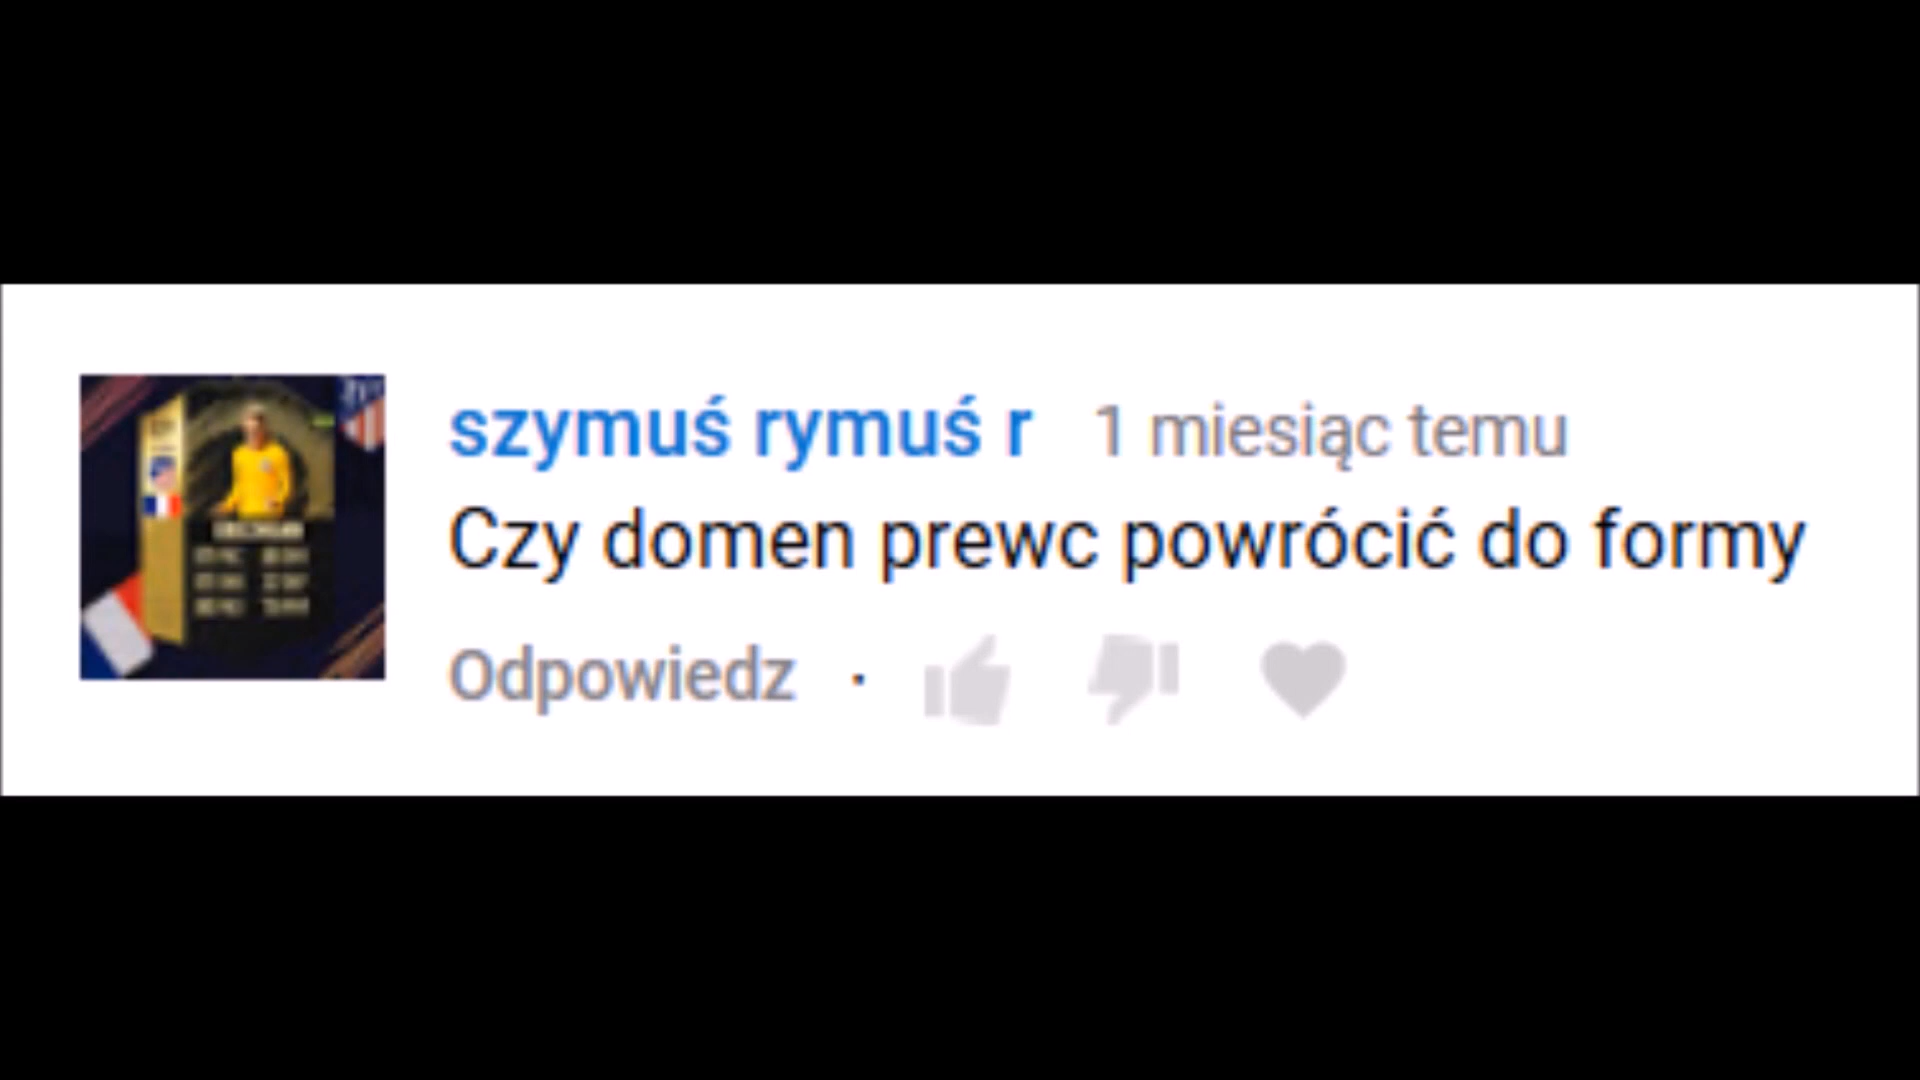 szymuś rymuś r 1 miesiąc temu
Czy domen prewc powrócić do formy
Odpowiedz ·